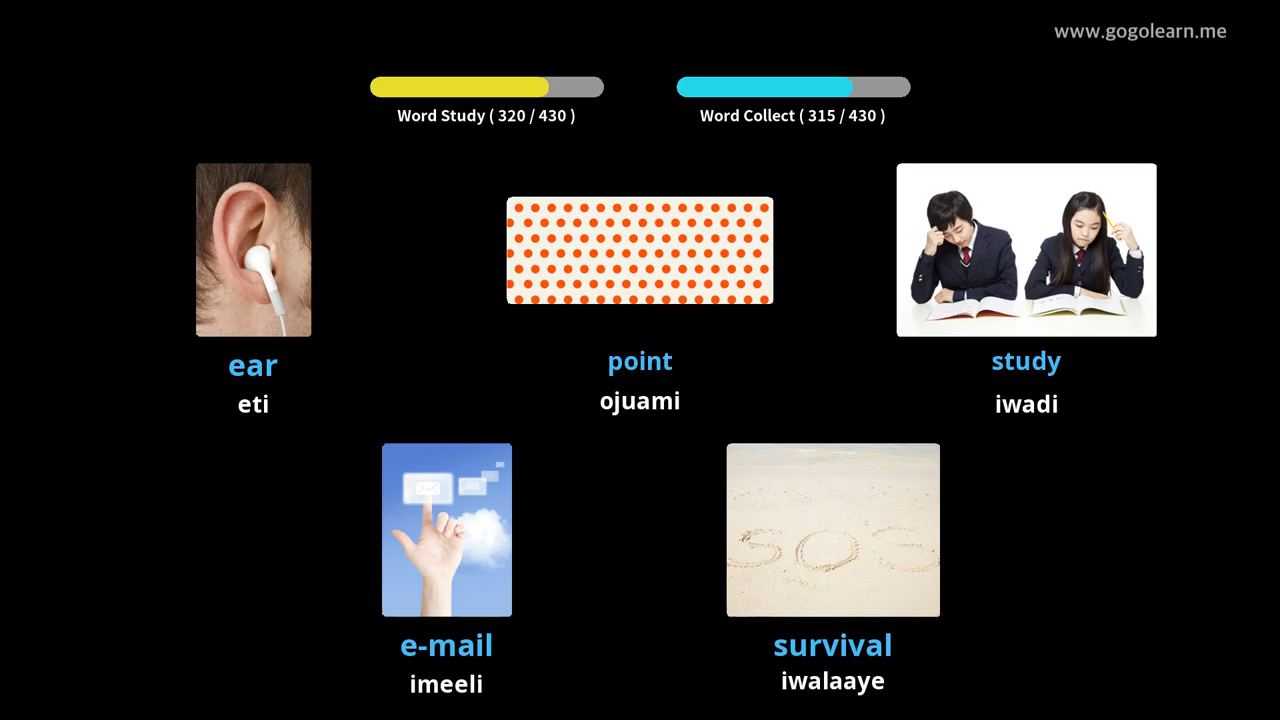 www.gogolearn.me
Word Study ( 320 / 430 )
Word Collect ( 315 / 430 )
ear
eti
point
ojuami
study
iwadi
SOS
e-mail
imeeli
survival
iwalaaye